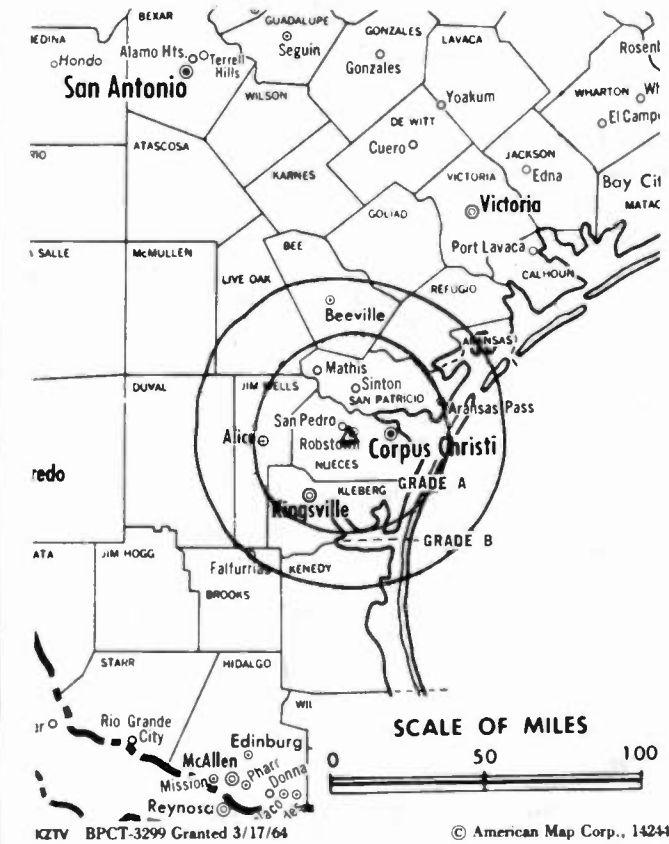 BEXAR
GUADALUPE
GONZALES
LAVACA
MEDINA
Hondo
Alamo Hts.
Terrell
Hills
Seguin
Gonzales
San Antonio
WILSON
Yoakum
WHARTON
El Campo
DE WITT
Cuero
ATASCOSA
KARNES
VICTORIA
JACKSON
Edna
Bay Cit
MATAG
GOLIAD
Victoria
SALLE
McMULLEN
LIVE OAK
BEE
Port Lavaca
CALHOUN
REFUGIO
Beeville
ARANSAS
DUVAL
JIM WELLS
Mathis
Sinton
SAN PATRICIO
Aransas Pass
San Pedro
Alice
Robstown
Corpus Christi
NUECES
redo
KLEBERG
GRADE A
Kingsville
GRADE B
ATA
JIM HOGG
Falfurrias
KENEDY
BROOKS
STARR
HIDALGO
WIL
Rio Grande
City
SCALE OF MILES
Edinburg
0 50 100
McAllen
Mission
Pharr
Donna
Reynosa
KZTV BPCT-3299 Granted 3/17/64
© American Map Corp., 14244